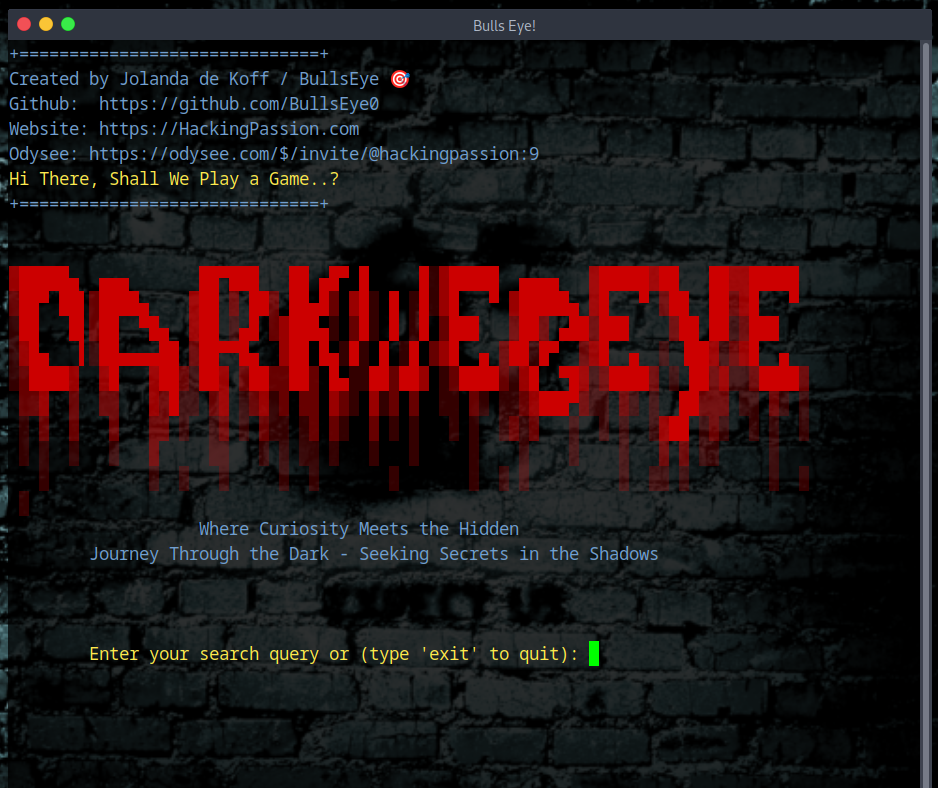 Bulls Eye!
+==============================+
Created by Jolanda de Koff / BullsEye 🎯
Github:  https://github.com/BullsEye0
Website: https://HackingPassion.com
Odysee: https://odysee.com/$/invite/@hackingpassion:9
Hi There, Shall We Play a Game..?
+==============================+
DARKWEBEYE
Where Curiosity Meets the Hidden
Journey Through the Dark - Seeking Secrets in the Shadows
EXPECT US
Enter your search query or (type 'exit' to quit):